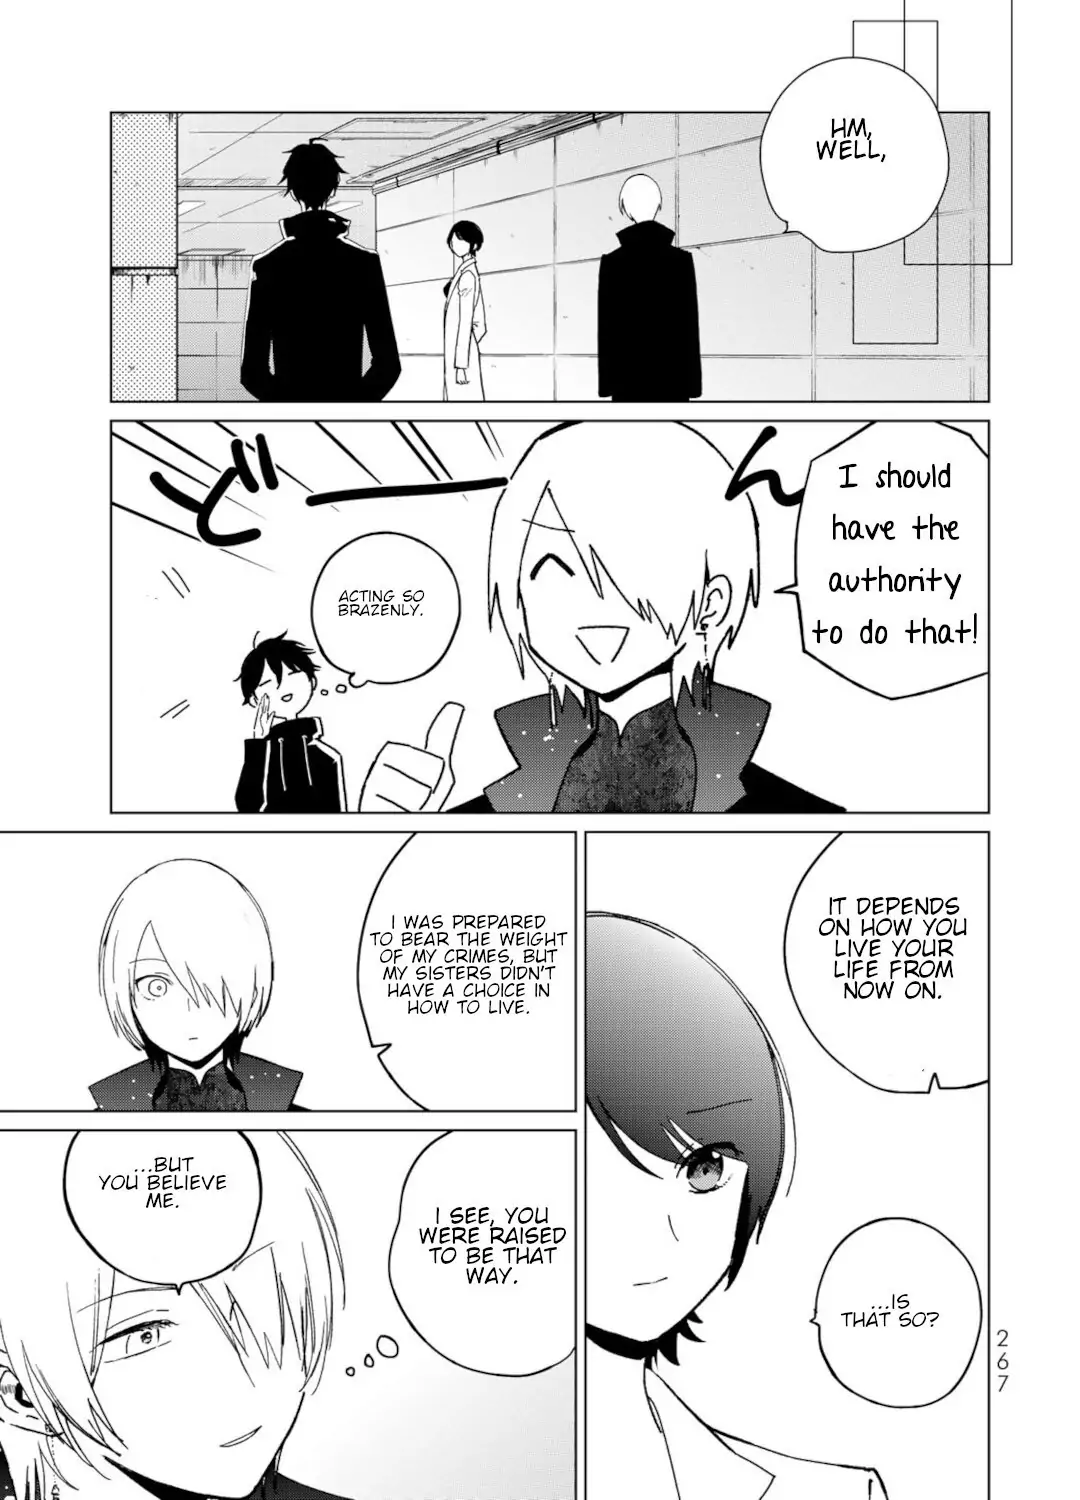 HM,
WELL,
I should
have the
authority
to do that!
どーん
ACTING SO
BRAZENLY.
IT DEPENDS
ON HOW YOU
LIVE YOUR
LIFE FROM
NOW ON.
...IS
THAT SO?
I WAS PREPARED
TO BEAR THE WEIGHT
OF MY CRIMES, BUT
MY SISTERS DIDN'T
HAVE A CHOICE IN
HOW TO LIVE.
I SEE, YOU
WERE RAISED
TO BE THAT
WAY.
...BUT
YOU BELIEVE
ME.
267